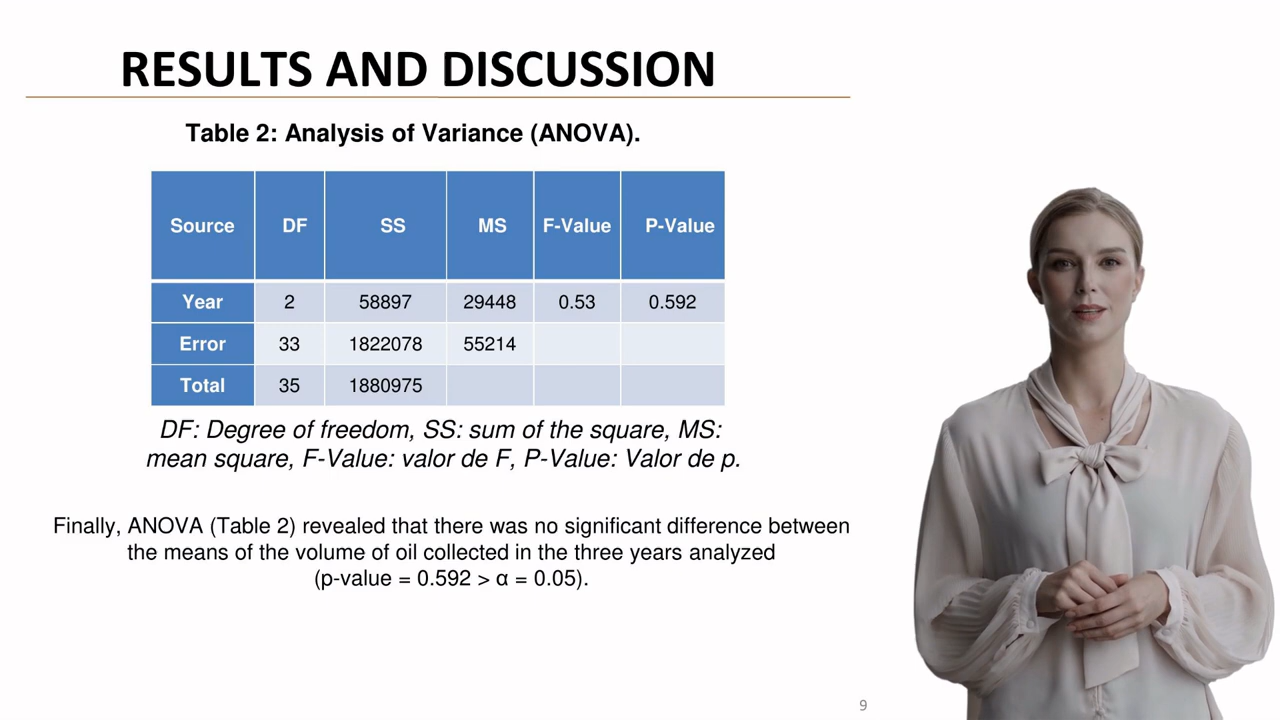 RESULTS AND DISCUSSION
Table 2: Analysis of Variance (ANOVA).
Source DF SS MS F-Value P-Value
Year 2 58897 29448 0.53 0.592
Error 33 1822078 55214
Total 35 1880975
DF: Degree of freedom, SS: sum of the square, MS:
mean square, F-Value: valor de F, P-Value: Valor de p.
Finally, ANOVA (Table 2) revealed that there was no significant difference between
the means of the volume of oil collected in the three years analyzed
(p-value = 0.592 > α = 0.05).
9